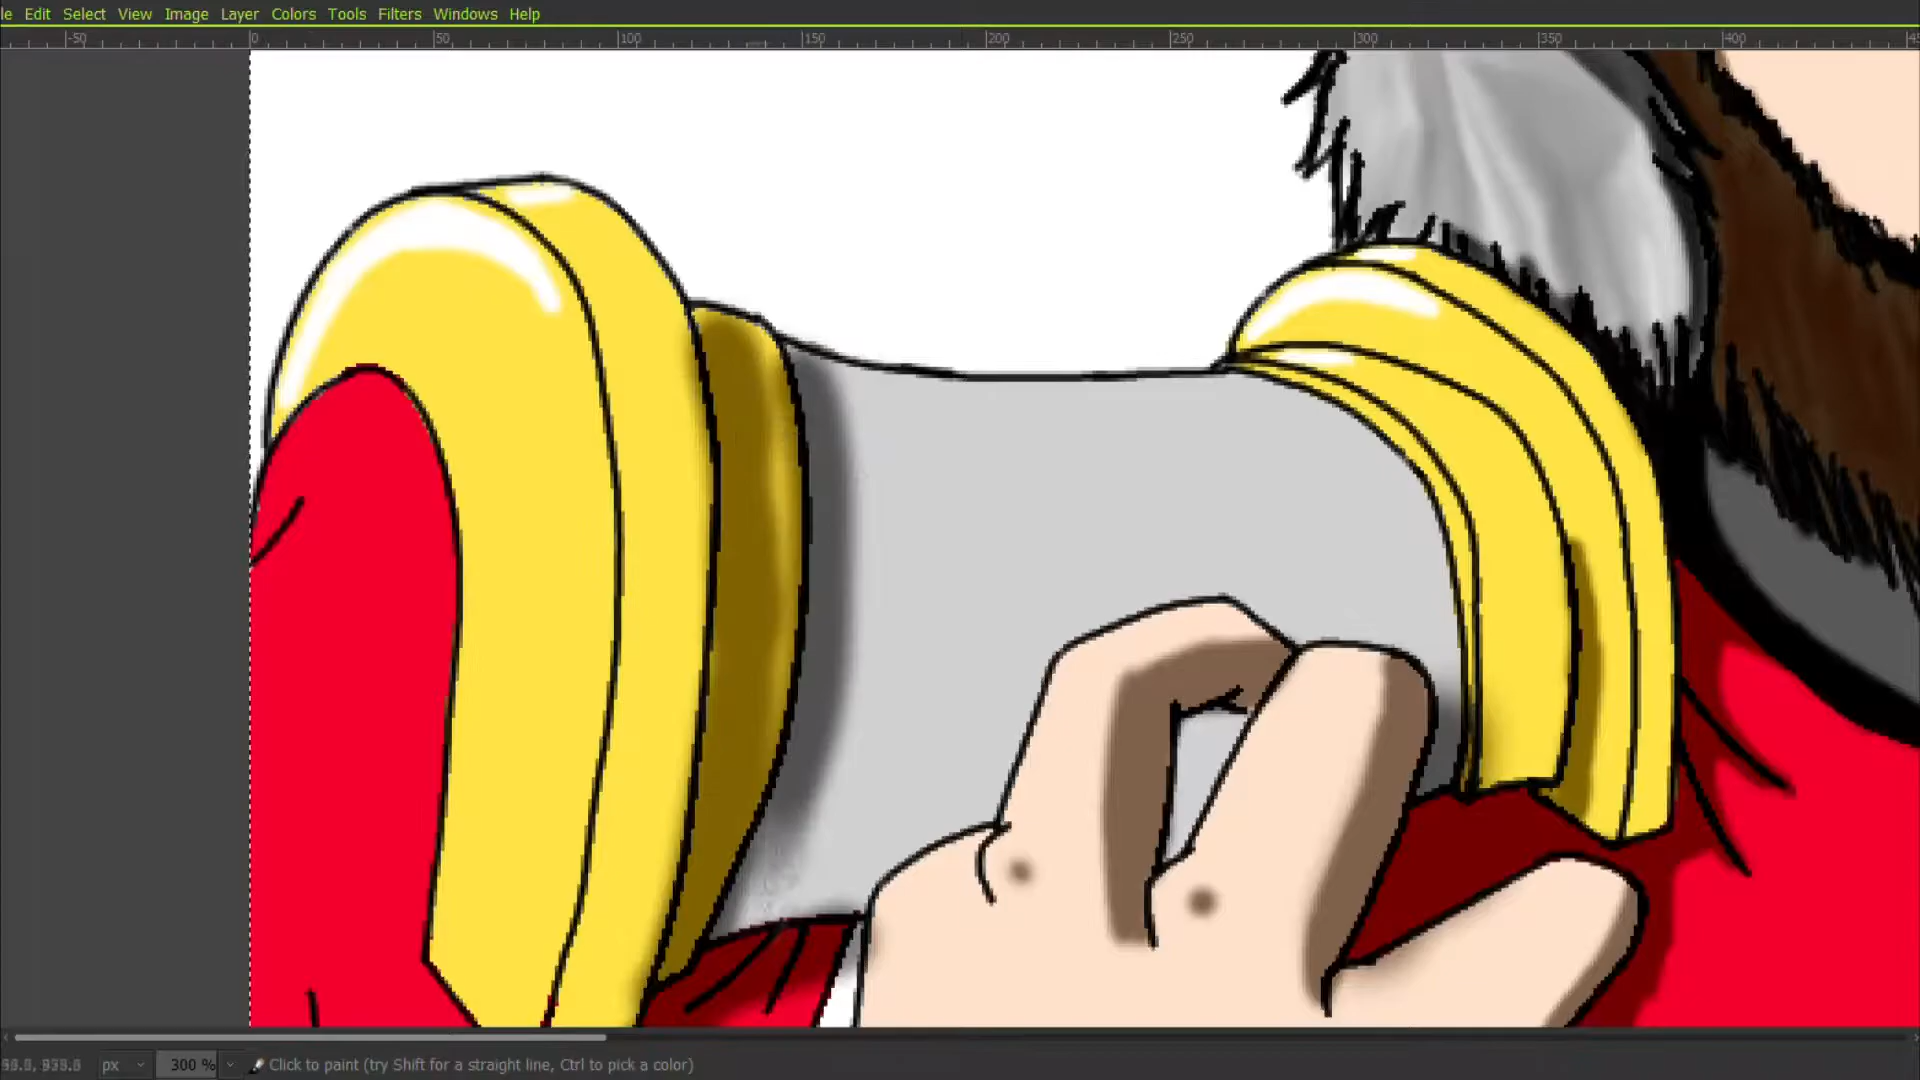 le Edit Select View Image Layer Colors Tools Filters Windows Help
-50 0 50 100 150 200 250 300 350 400 45
px 300 % Click to paint (try Shift for a straight line, Ctrl to pick a color)